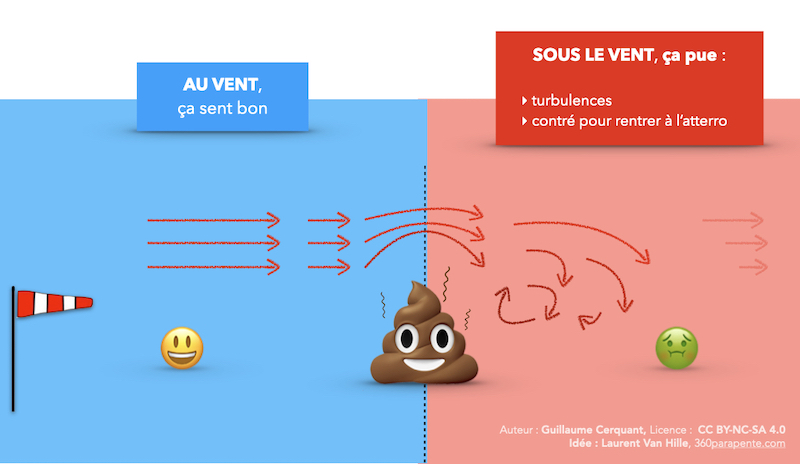 AU VENT,
ça sent bon
SOUS LE VENT, ça pue :
turbulences
contré pour rentrer à l’atterro
Auteur : Guillaume Cerquant, Licence : CC BY-NC-SA 4.0
Idée : Laurent Van Hille, 360parapente.com